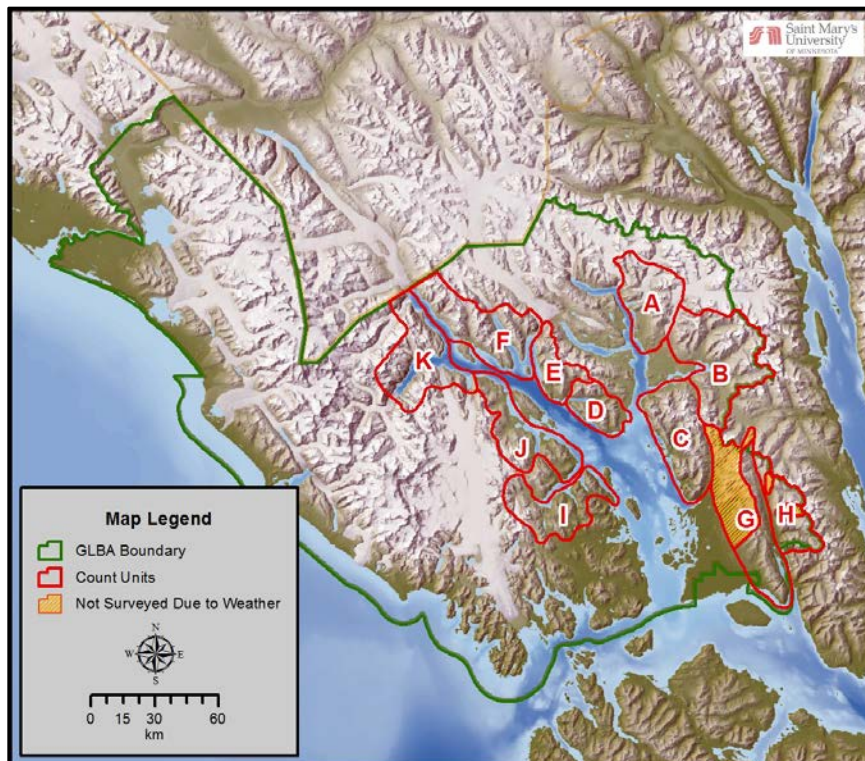 Saint Mary's
University
OF MINNESOTA
A
B
F
K
E
D
C
J
I
G
H
Map Legend
GLBA Boundary
Count Units
Not Surveyed Due to Weather
N
W E
S
0 15 30 60
km